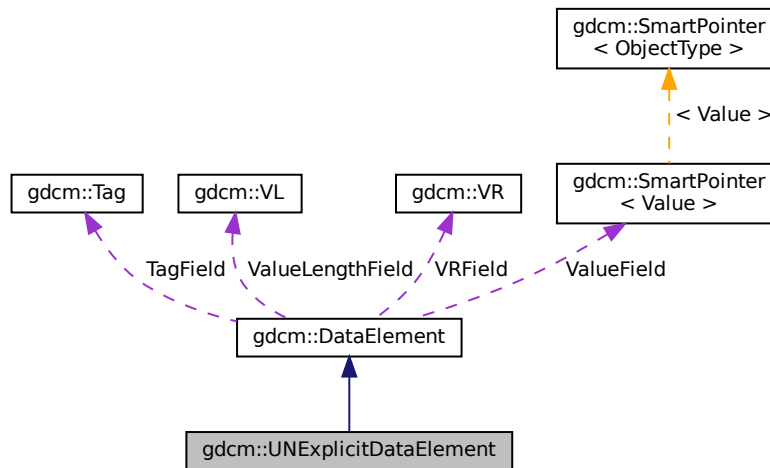 gdcm::SmartPointer
< ObjectType >
< Value >
gdcm::Tag
gdcm::VL
gdcm::VR
gdcm::SmartPointer
< Value >
TagField
ValueLengthField
VRField
ValueField
gdcm::DataElement
gdcm::UNExplicitDataElement